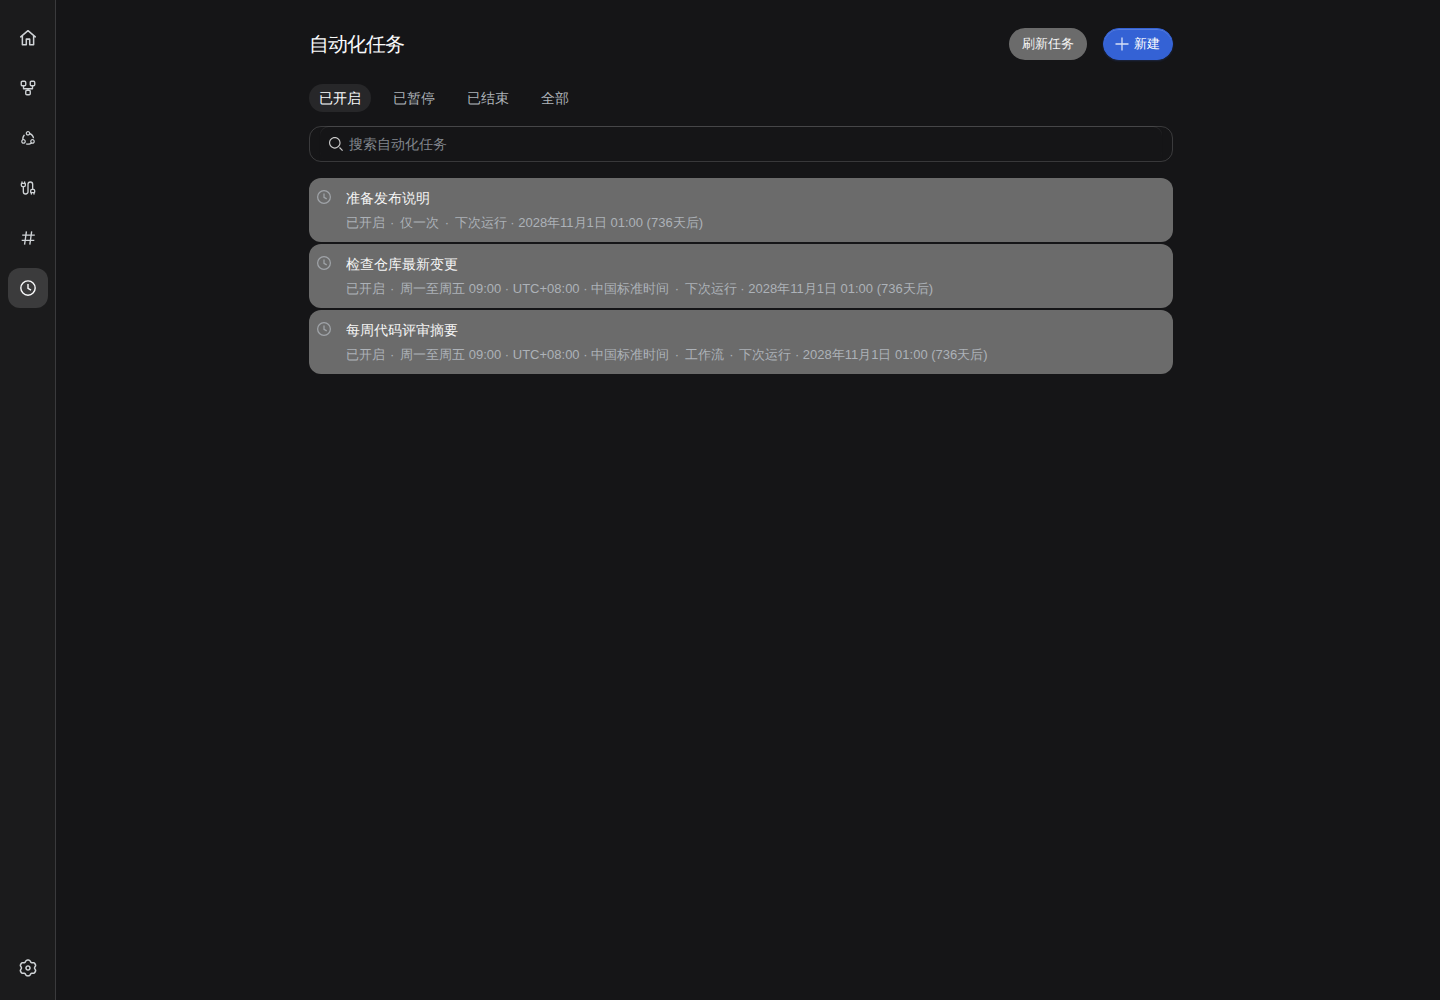 自动化任务
刷新任务
新建
已开启 已暂停 已结束 全部
搜索自动化任务
准备发布说明
已开启 · 仅一次 · 下次运行 · 2028年11月1日 01:00 (736天后)
检查仓库最新变更
已开启 · 周一至周五 09:00 · UTC+08:00 · 中国标准时间 · 下次运行 · 2028年11月1日 01:00 (736天后)
每周代码评审摘要
已开启 · 周一至周五 09:00 · UTC+08:00 · 中国标准时间 · 工作流 · 下次运行 · 2028年11月1日 01:00 (736天后)